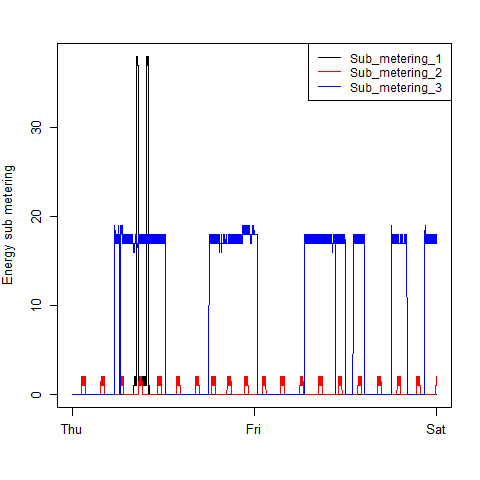 Sub_metering_1
Sub_metering_2
Sub_metering_3
Energy sub metering
30
20
10
0
Thu
Fri
Sat